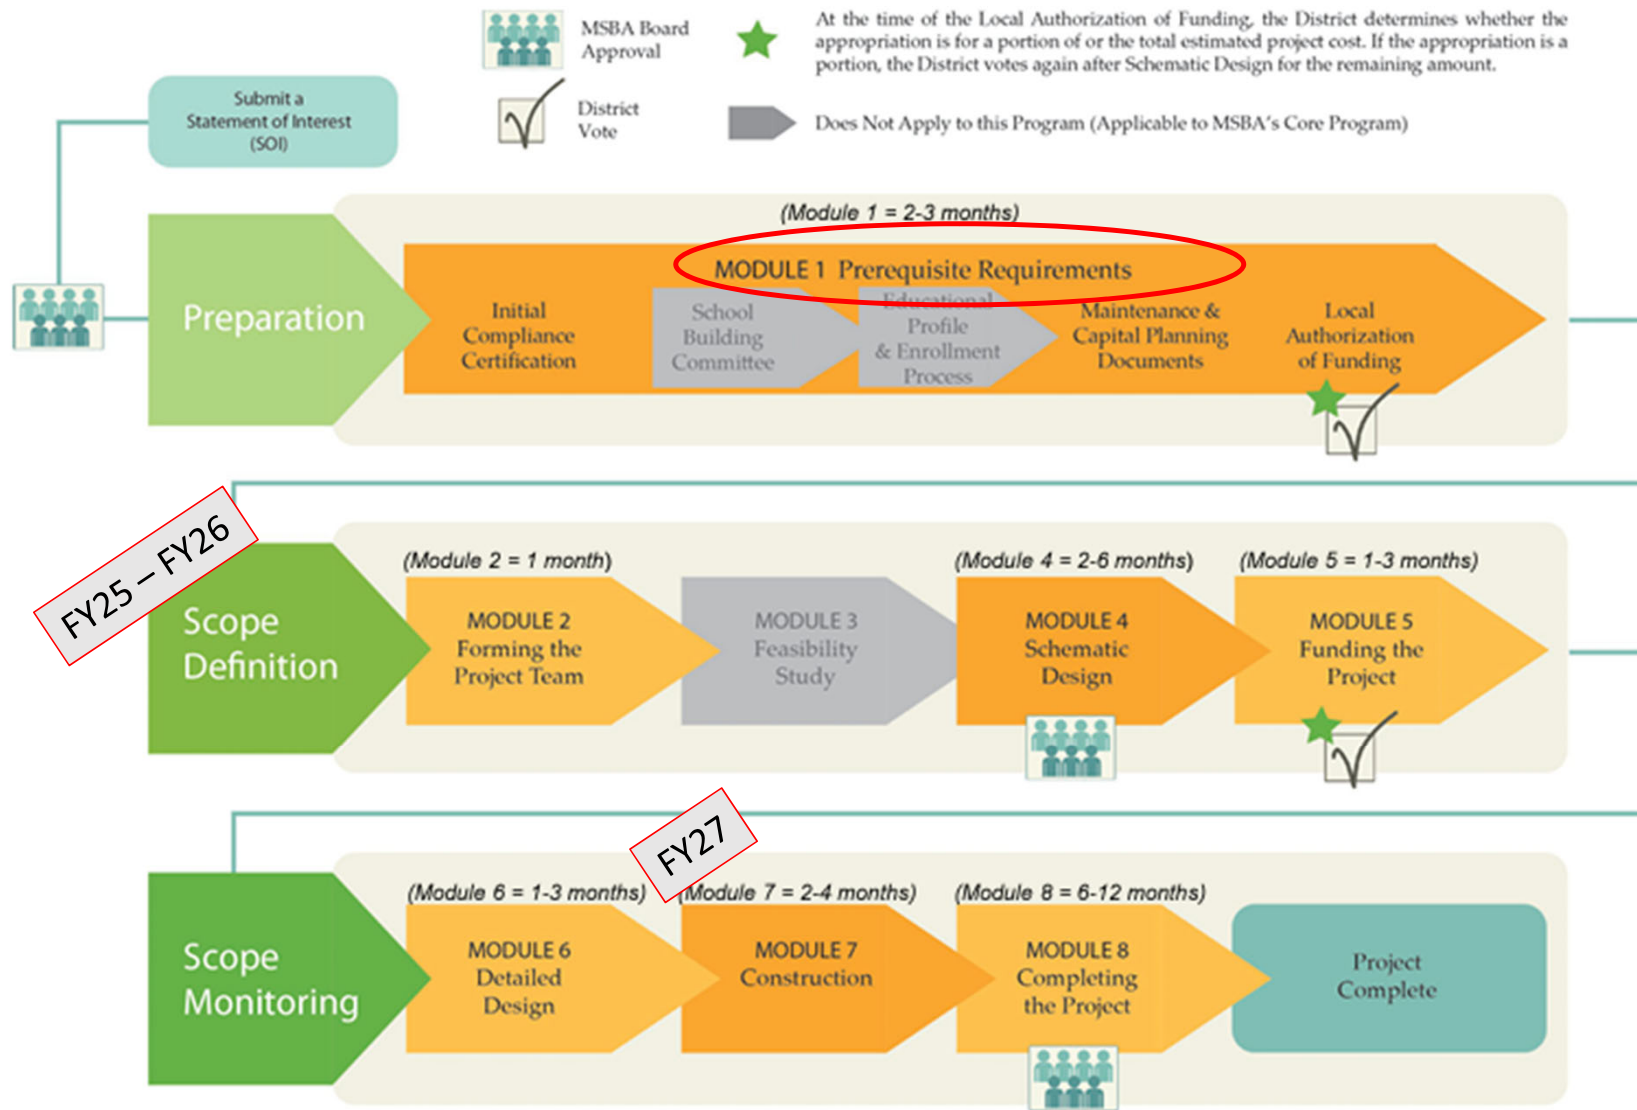 MSBA Board
Approval
At the time of the Local Authorization of Funding, the District determines whether the
appropriation is for a portion of or the total estimated project cost. If the appropriation is a
portion, the District votes again after Schematic Design for the remaining amount.
District
Vote
Does Not Apply to this Program (Applicable to MSBA's Core Program)
Submit a
Statement of Interest
(SOI)
Preparation
(Module 1 = 2-3 months)
MODULE 1 Prerequisite Requirements
Initial
Compliance
Certification
School
Building
Committee
Educational
Profile
& Enrollment
Process
Maintenance &
Capital Planning
Documents
Local
Authorization
of Funding
FY25 – FY26
Scope
Definition
(Module 2 = 1 month)
MODULE 2
Forming the
Project Team
MODULE 3
Feasibility
Study
(Module 4 = 2-6 months)
MODULE 4
Schematic
Design
(Module 5 = 1-3 months)
MODULE 5
Funding the
Project
FY27
Scope
Monitoring
(Module 6 = 1-3 months)
MODULE 6
Detailed
Design
(Module 7 = 2-4 months)
MODULE 7
Construction
(Module 8 = 6-12 months)
MODULE 8
Completing
the Project
Project
Complete